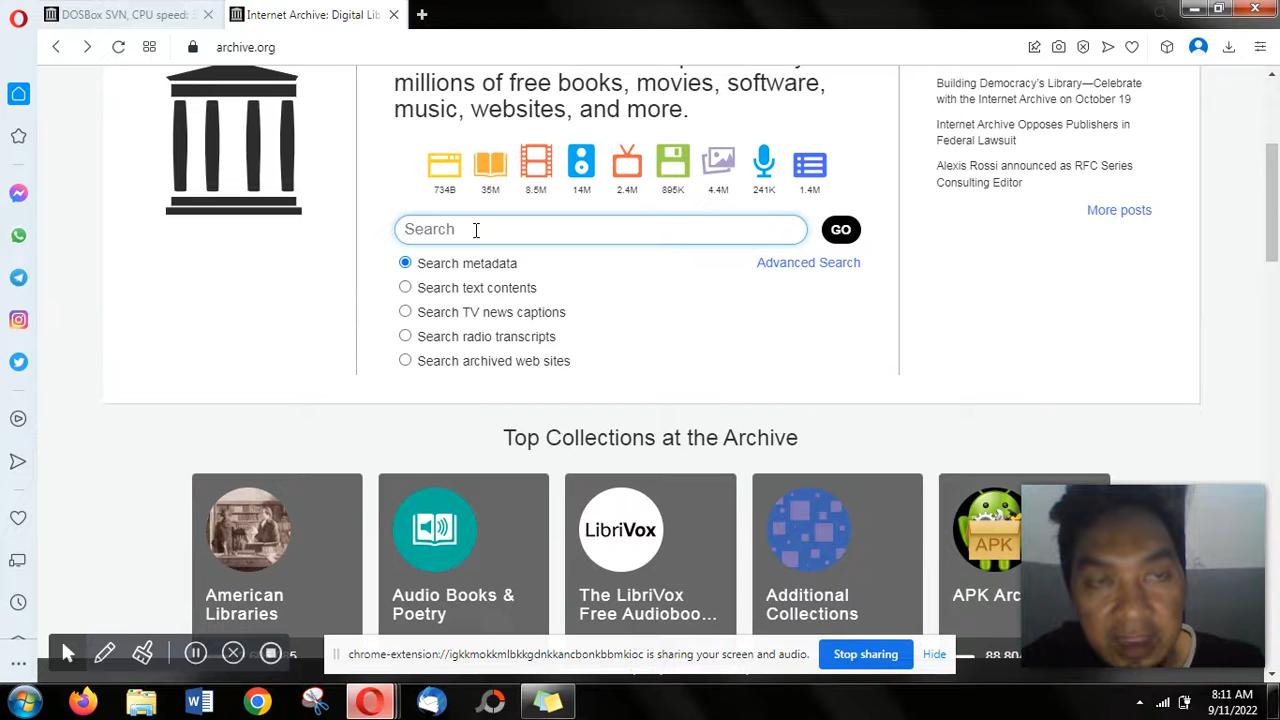 DOSBox SVN, CPU speed: 3
Internet Archive: Digital Lib
archive.org
millions of free books, movies, software,
music, websites, and more.
734B
35M
8.5M
14M
2.4M
895K
4.4M
241K
1.4M
Search
GO
Search metadata
Advanced Search
Search text contents
Search TV news captions
Search radio transcripts
Search archived web sites
Building Democracy's Library—Celebrate
with the Internet Archive on October 19
Internet Archive Opposes Publishers in
Federal Lawsuit
Alexis Rossi announced as RFC Series
Consulting Editor
More posts
Top Collections at the Archive
American
Libraries
Audio Books &
Poetry
LibriVox
The LibriVox
Free Audioboo...
Additional
Collections
APK
APK Arc
chrome-extension://igkkmokkmlbkkgdnkkancbonkbbmkioc is sharing your screen and audio.
Stop sharing
Hide
8:11 AM
9/11/2022